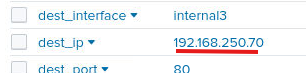 dest_interface internal3
dest_ip 192.168.250.70
dest_port 80